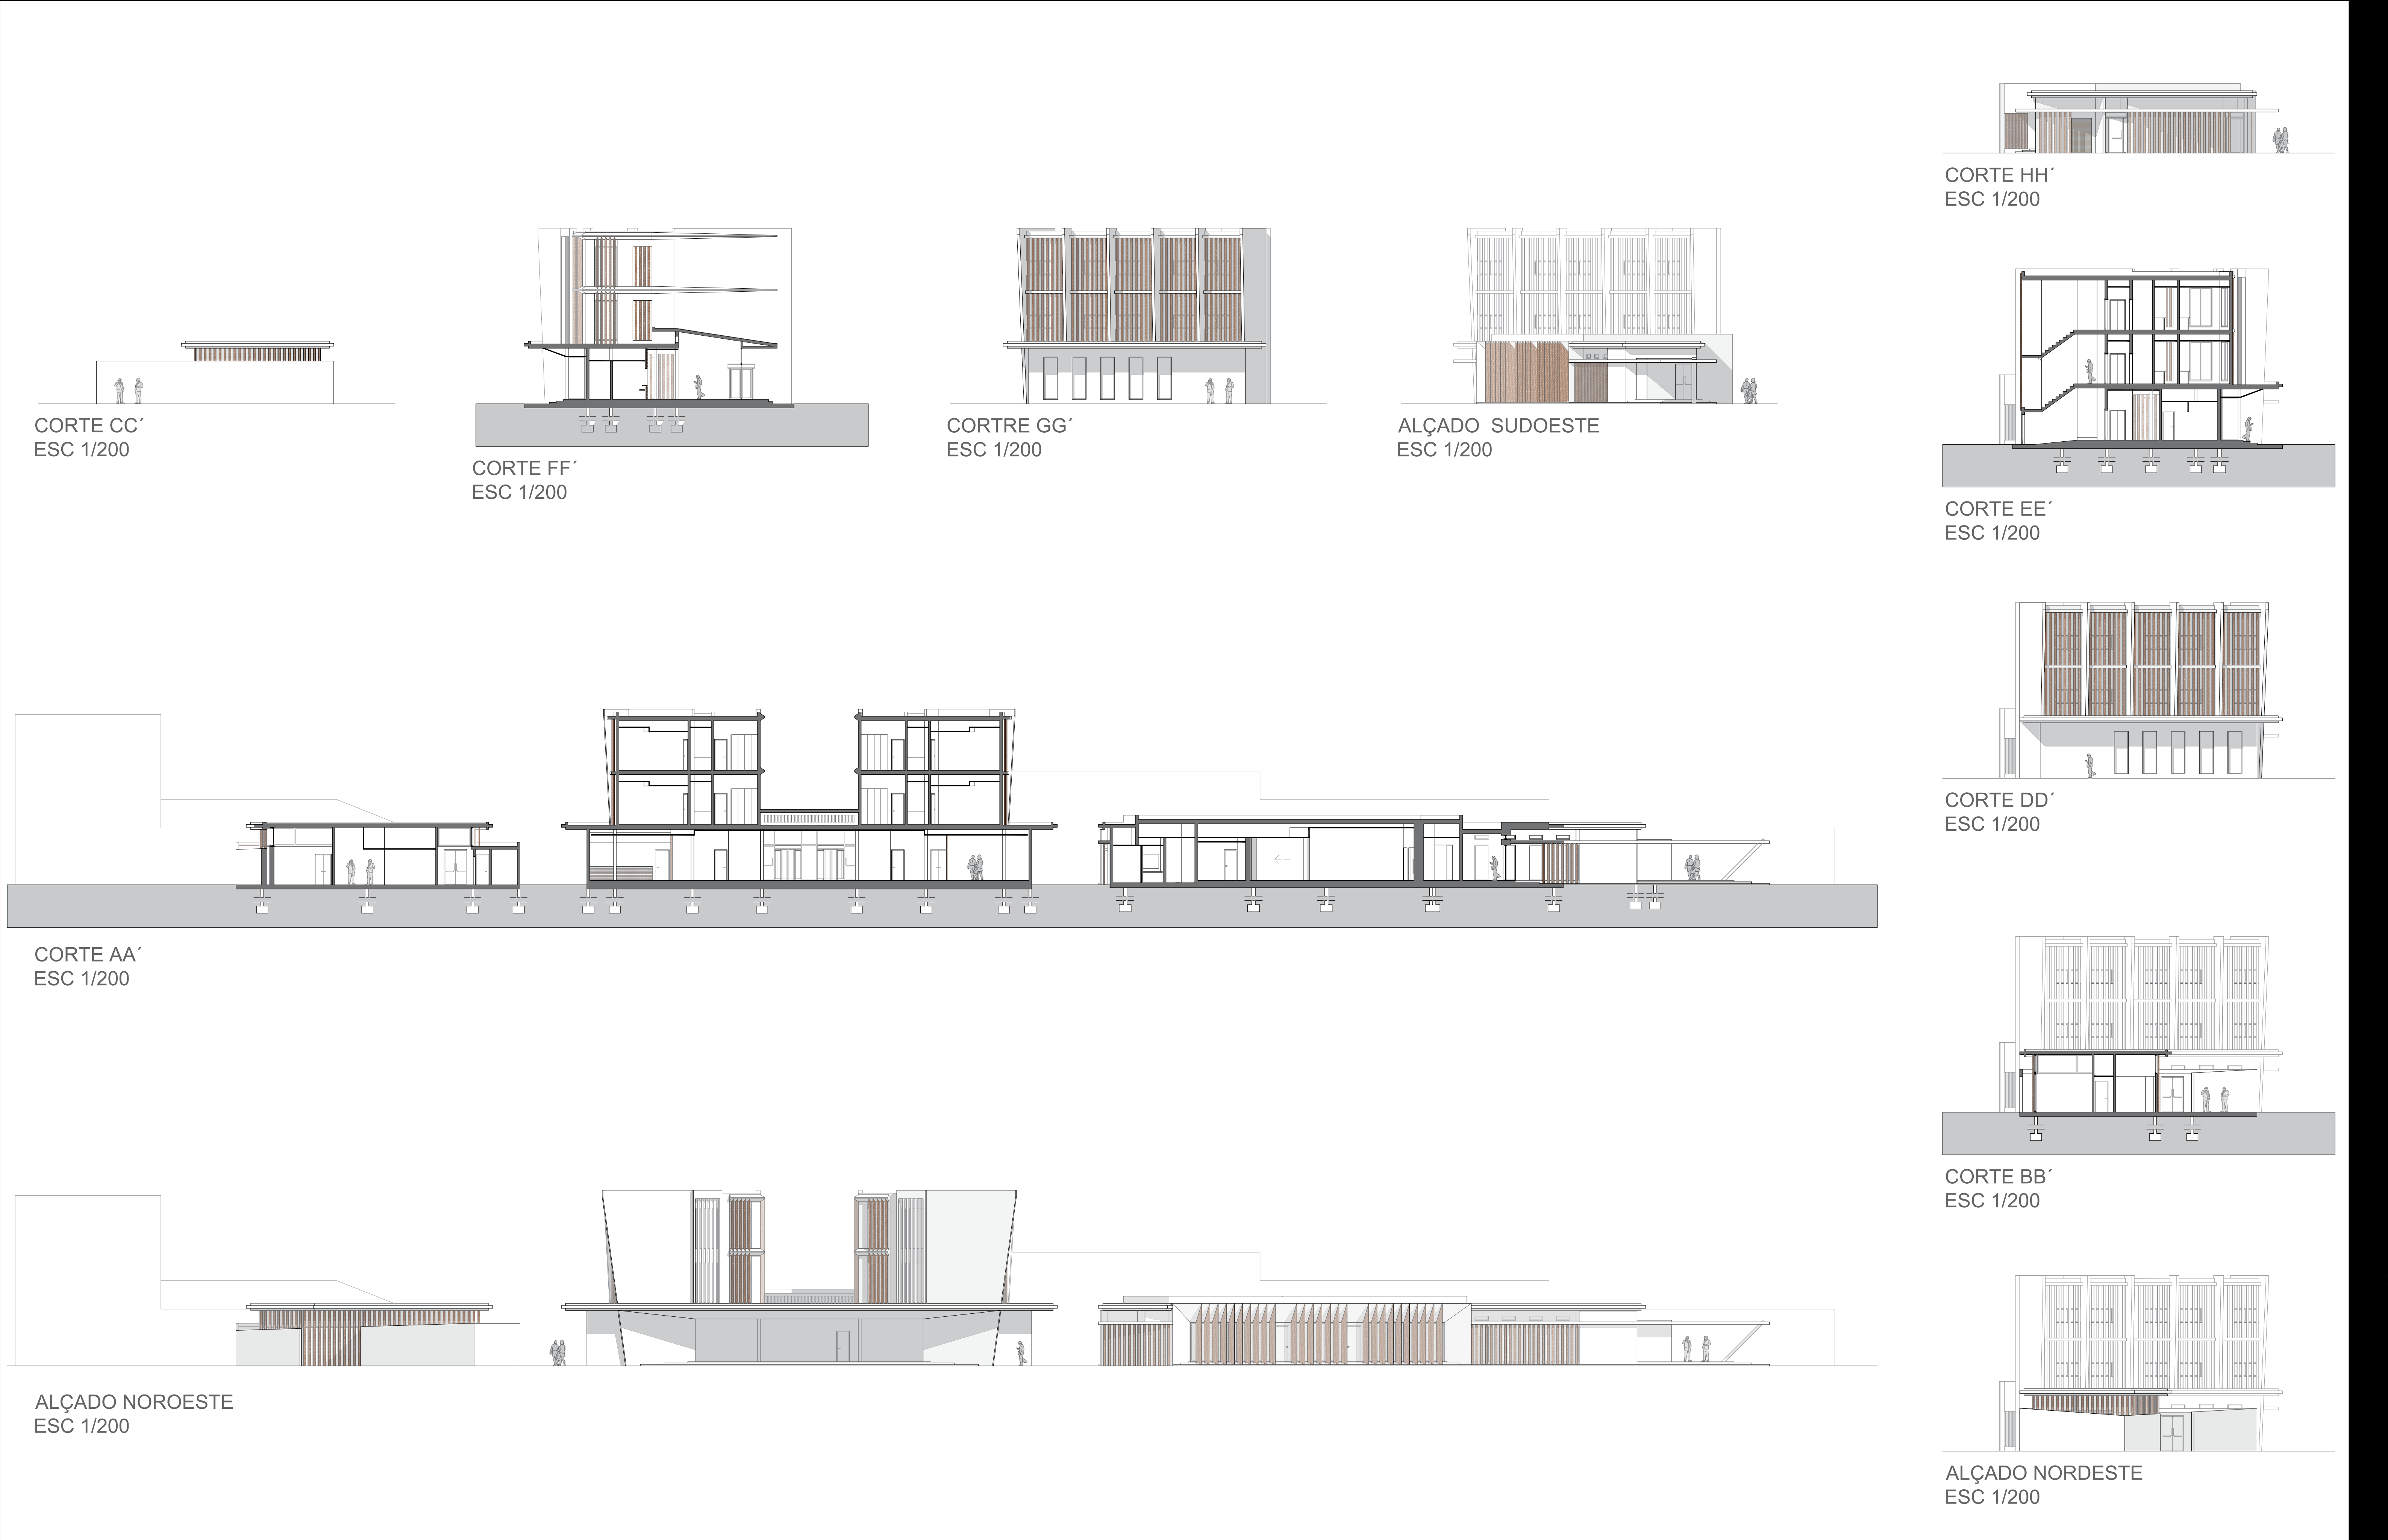 CORTE HH´
ESC 1/200
CORTE CC´
ESC 1/200
CORTE FF´
ESC 1/200
CORTRE GG´
ESC 1/200
ALÇADO  SUDOESTE
ESC 1/200
CORTE EE´
ESC 1/200
CORTE DD´
ESC 1/200
CORTE AA´
ESC 1/200
CORTE BB´
ESC 1/200
ALÇADO NOROESTE
ESC 1/200
ALÇADO NORDESTE
ESC 1/200